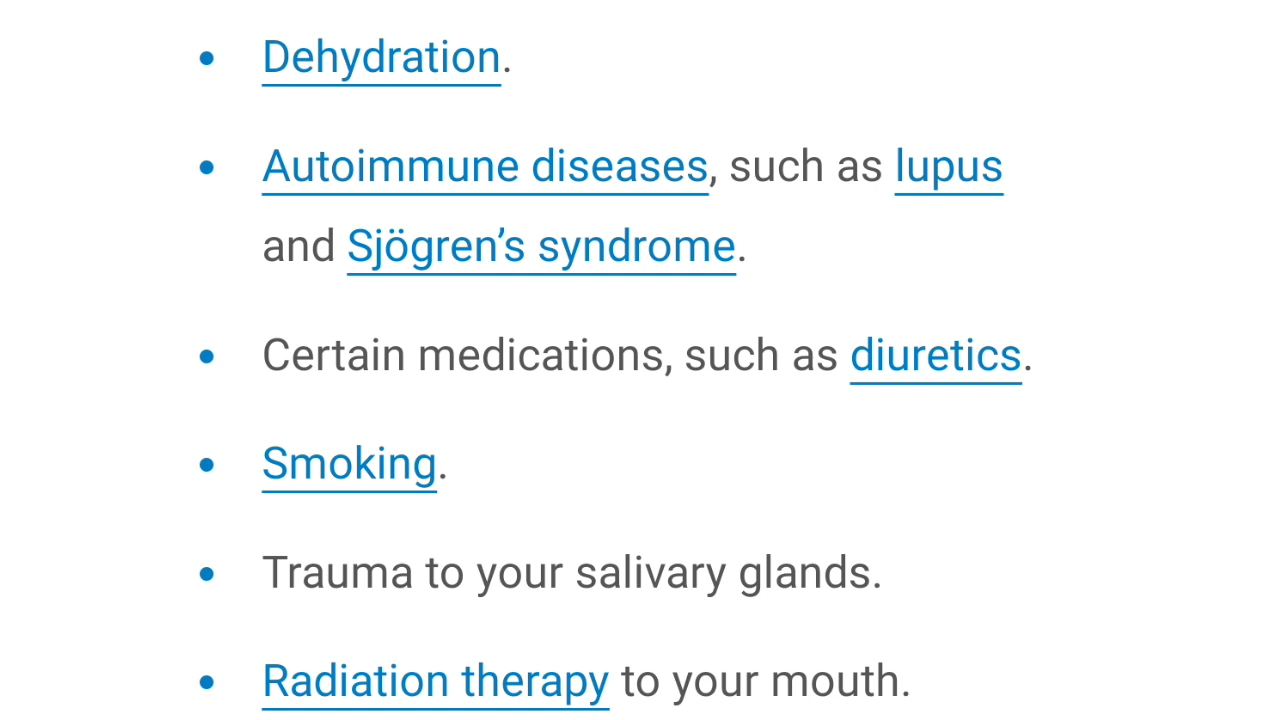 • Dehydration.
• Autoimmune diseases, such as lupus
and Sjögren’s syndrome.
• Certain medications, such as diuretics.
• Smoking.
• Trauma to your salivary glands.
• Radiation therapy to your mouth.